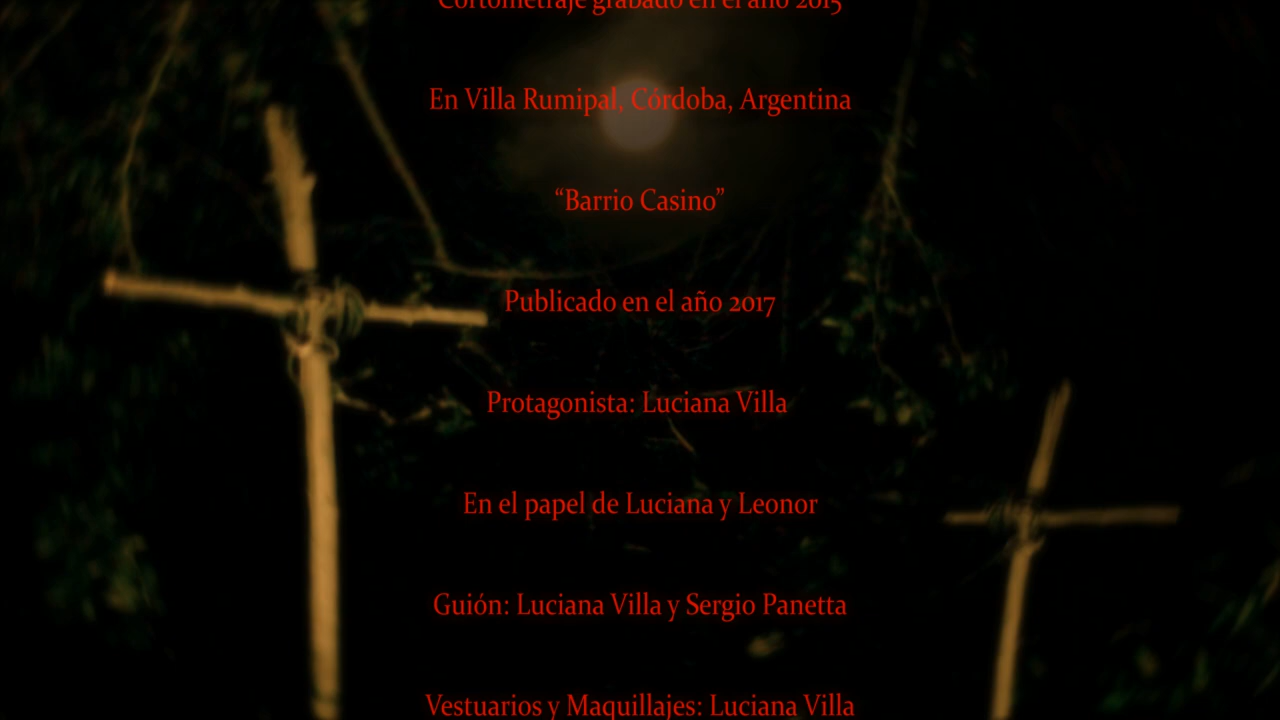 Cortometraje grabado en el año 2015
En Villa Rumipal, Córdoba, Argentina
“Barrio Casino”
Publicado en el año 2017
Protagonista: Luciana Villa
En el papel de Luciana y Leonor
Guión: Luciana Villa y Sergio Panetta
Vestuarios y Maquillajes: Luciana Villa